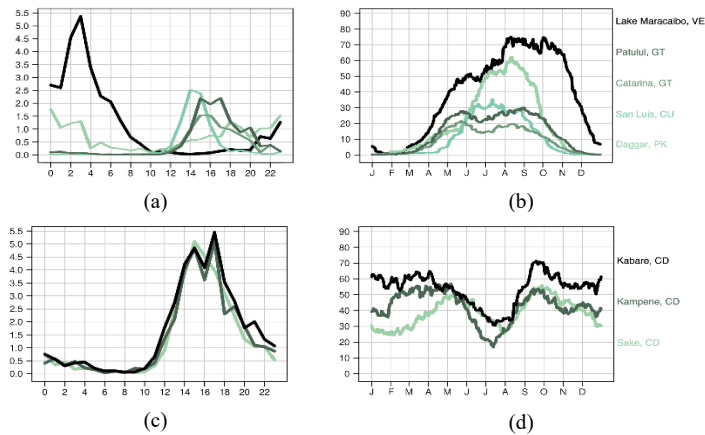 5.5
5.0
4.5
4.0
3.5
3.0
2.5
2.0
1.5
1.0
0.5
0.0
0 2 4 6 8 10 12 14 16 18 20 22
(a)
90
80
70
60
50
40
30
20
10
0
J F M A M J J A S O N D
Lake Maracaibo, VE
Patulul, GT
Catarina, GT
San Luis, CU
Daggar, PK
(b)
5.5
5.0
4.5
4.0
3.5
3.0
2.5
2.0
1.5
1.0
0.5
0.0
0 2 4 6 8 10 12 14 16 18 20 22
(c)
90
80
70
60
50
40
30
20
10
0
J F M A M J J A S O N D
Kabare, CD
Kampene, CD
Sake, CD
(d)